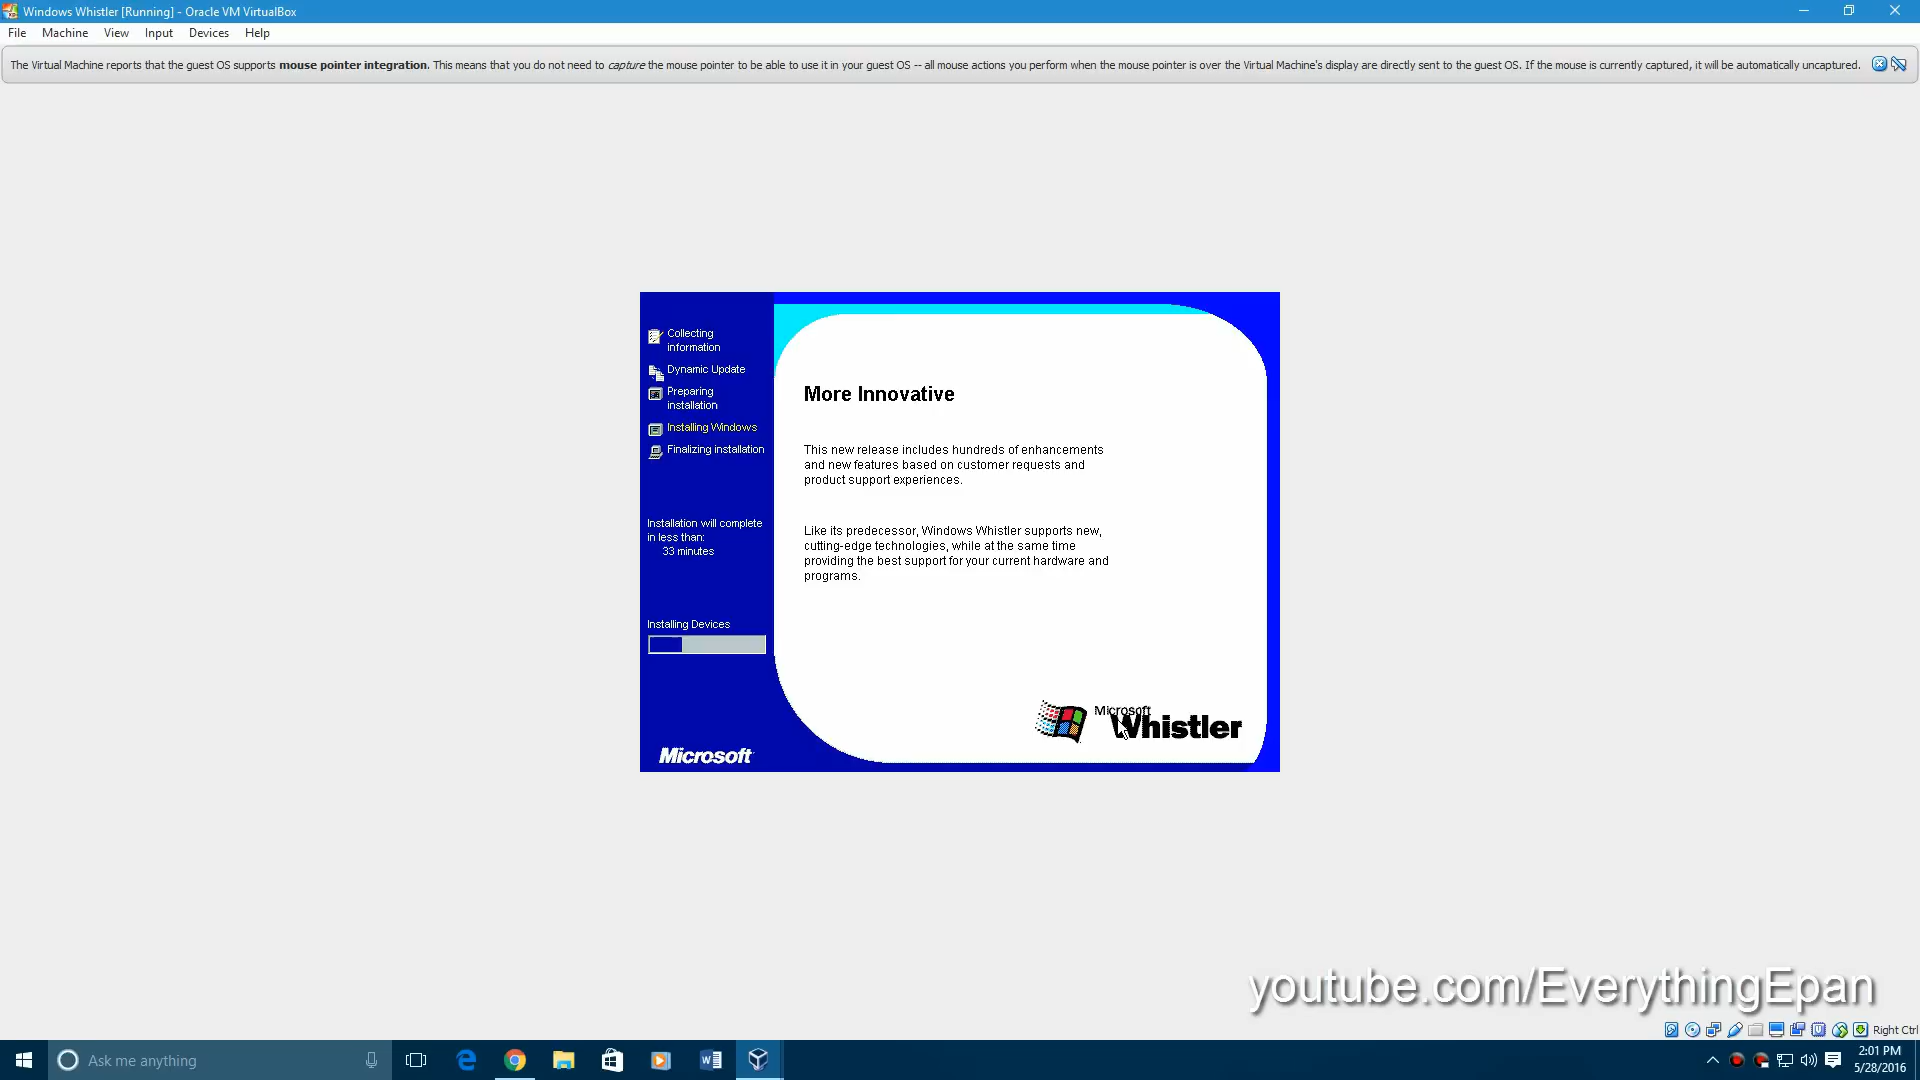 Windows Whistler [Running] - Oracle VM VirtualBox
File Machine View Input Devices Help
The Virtual Machine reports that the guest OS supports mouse pointer integration. This means that you do not need to capture the mouse pointer to be able to use it in your guest OS -- all mouse actions you perform when the mouse pointer is over the Virtual Machine's display are directly sent to the guest OS. If the mouse is currently captured, it will be automatically uncaptured.
Collecting
information
Dynamic Update
Preparing
installation
Installing Windows
Finalizing installation
Installation will complete
in less than:
33 minutes
Installing Devices
Microsoft
More Innovative
This new release includes hundreds of enhancements
and new features based on customer requests and
product support experiences.
Like its predecessor, Windows Whistler supports new,
cutting-edge technologies, while at the same time
providing the best support for your current hardware and
programs.
Microsoft
Whistler
youtube.com/EverythingEpan
Right Ctrl
Ask me anything
2:01 PM
5/28/2016